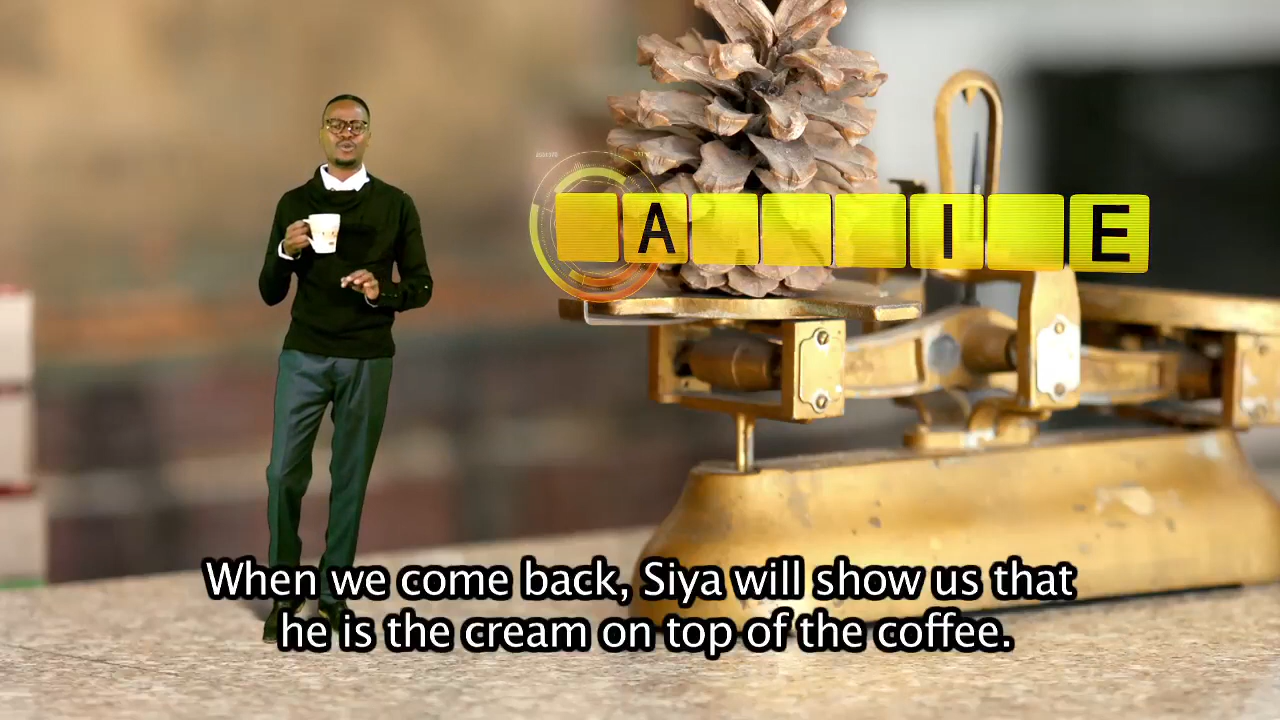 A I E
When we come back, Siya will show us that
he is the cream on top of the coffee.